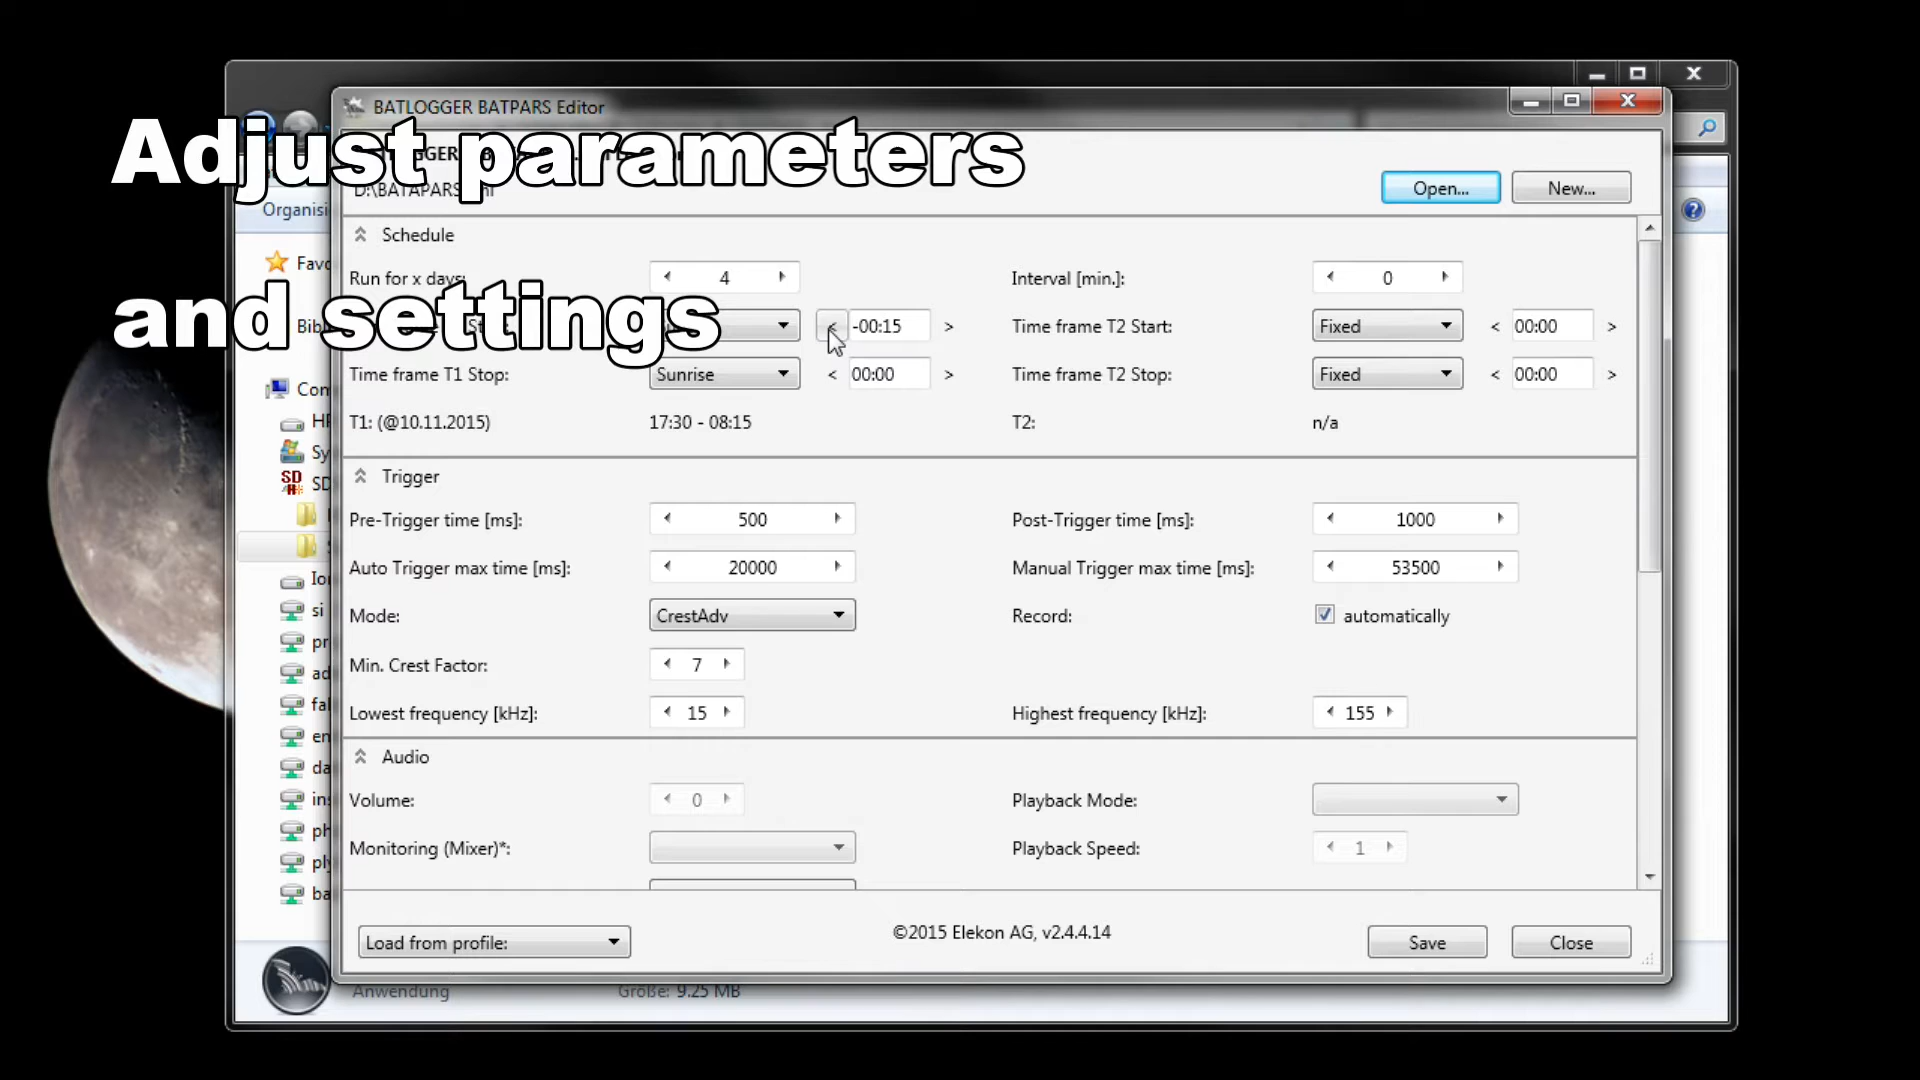 BATLOGGER BATPARS Editor
Adjust parameters
and settings
Open...
New...
Organisi
Schedule
Favo
Run for x days:
4
Interval [min.]:
0
-00:15
Time frame T2 Start:
Fixed
00:00
Time frame T1 Stop:
Sunrise
00:00
Time frame T2 Stop:
Fixed
00:00
T1: (@10.11.2015)
17:30 - 08:15
T2:
n/a
Trigger
Pre-Trigger time [ms]:
500
Post-Trigger time [ms]:
1000
Auto Trigger max time [ms]:
20000
Manual Trigger max time [ms]:
53500
Mode:
CrestAdv
Record:
automatically
Min. Crest Factor:
7
Lowest frequency [kHz]:
15
Highest frequency [kHz]:
155
Audio
Volume:
0
Playback Mode:
Monitoring (Mixer)*:
Playback Speed:
1
Load from profile:
©2015 Elekon AG, v2.4.4.14
Save
Close
Anwendung
Größe: 9.25 MB